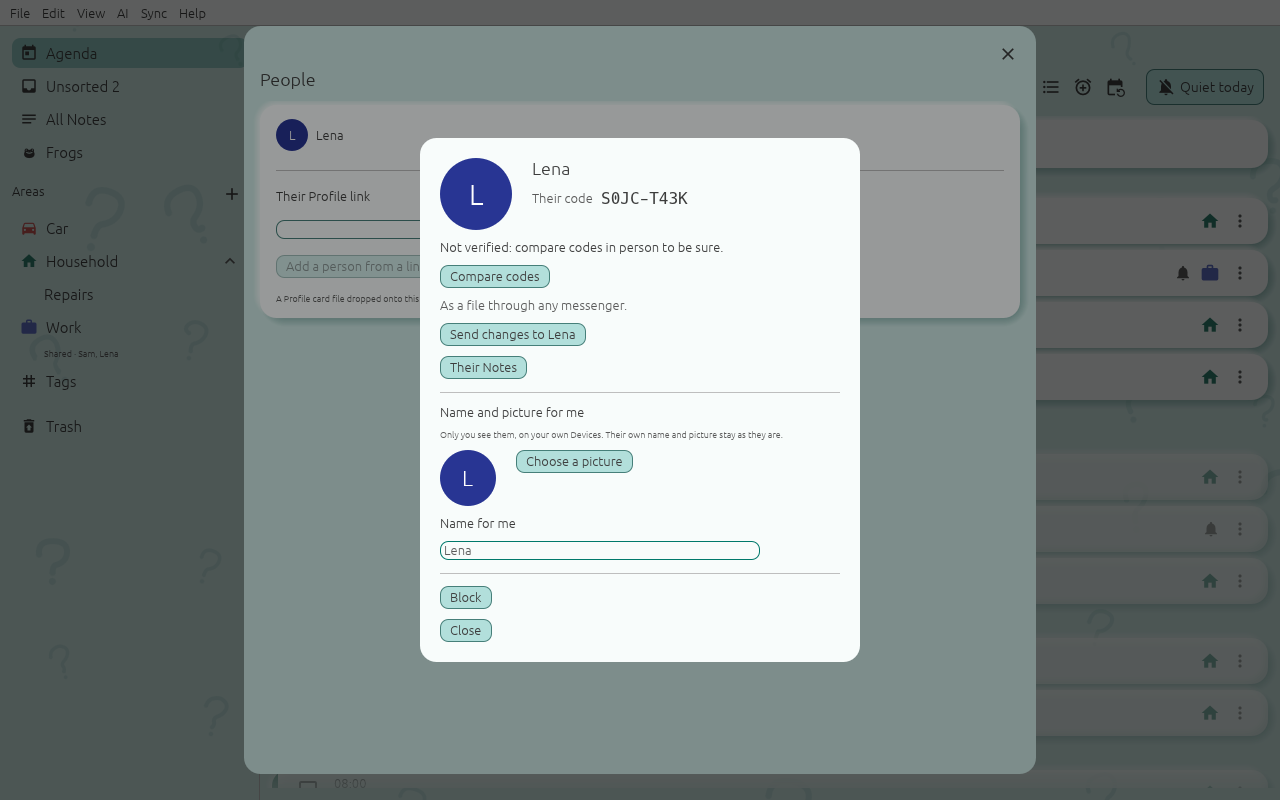 File Edit View AI Sync Help
Agenda
Unsorted 2
All Notes
Frogs
Areas
Car
Household
Repairs
Work
Shared · Sam, Lena
Tags
Trash
Quiet today
08:00
People
L Lena
Their Profile link
Add a person from a lin
A Profile card file dropped onto this
L
Lena
Their code S0JC-T43K
Not verified: compare codes in person to be sure.
Compare codes
As a file through any messenger.
Send changes to Lena
Their Notes
Name and picture for me
Only you see them, on your own Devices. Their own name and picture stay as they are.
L
Choose a picture
Name for me
Lena
Block
Close